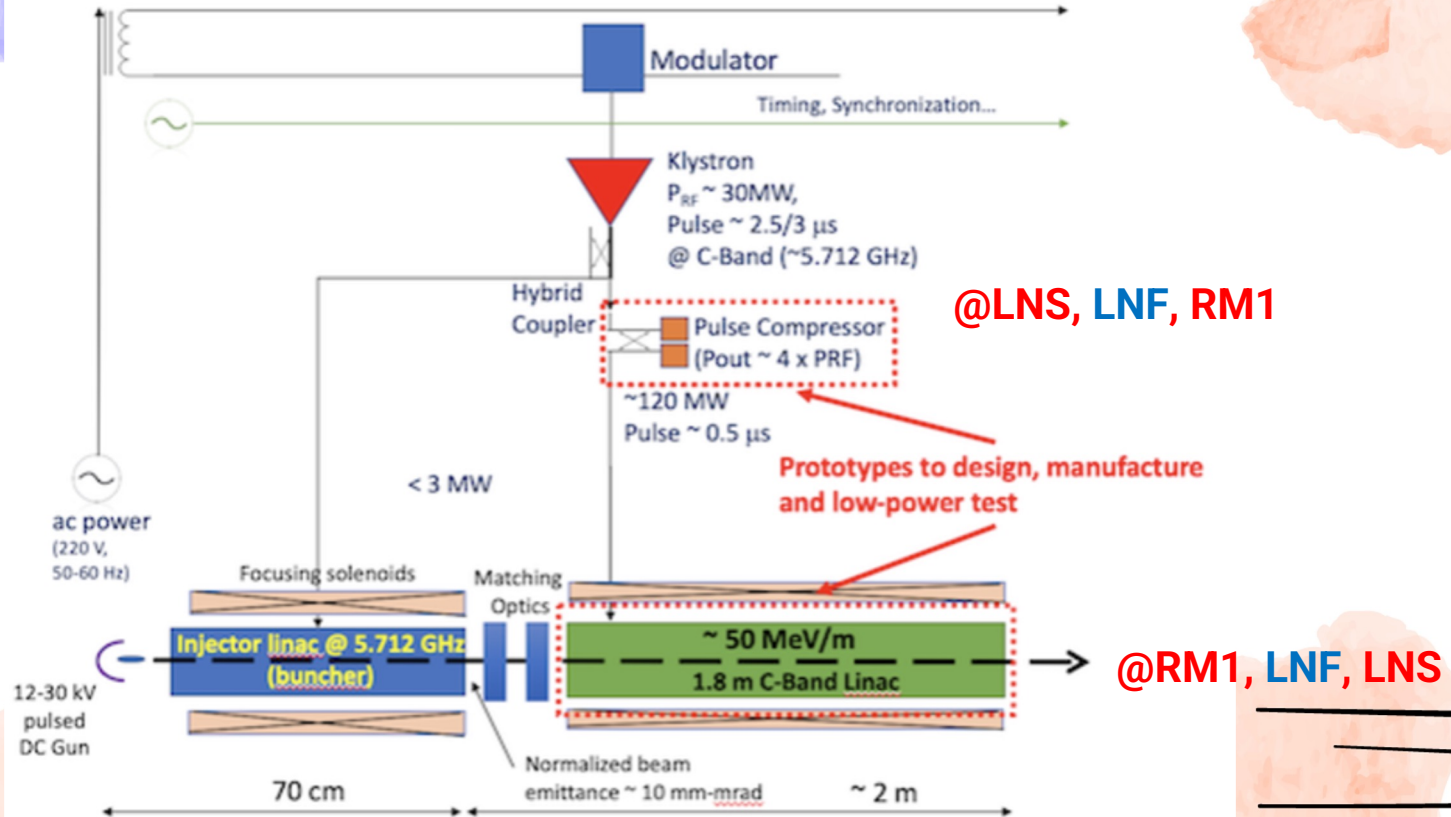 Modulator
Timing, Synchronization...
Klystron
PRF ~ 30MW,
Pulse ~ 2.5/3 μs
@ C-Band (~5.712 GHz)
Hybrid
Coupler
Pulse Compressor
(Pout ~ 4 x PRF)
@LNS, LNF, RM1
~120 MW
Pulse ~ 0.5 μs
Prototypes to design, manufacture
and low-power test
< 3 MW
ac power
(220 V,
50-60 Hz)
Focusing solenoids
Matching
Optics
Injector linac @ 5.712 GHz
(buncher)
~ 50 MeV/m
1.8 m C-Band Linac
@RM1, LNF, LNS
12-30 kV
pulsed
DC Gun
Normalized beam
emittance ~ 10 mm-mrad
70 cm
~ 2 m